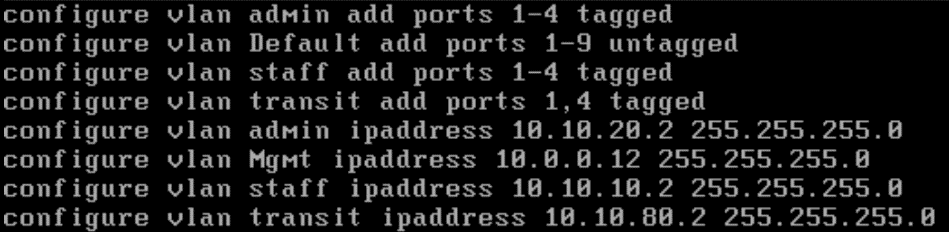 configure vlan admin add ports 1-4 tagged
configure vlan Default add ports 1-9 untagged
configure vlan staff add ports 1-4 tagged
configure vlan transit add ports 1,4 tagged
configure vlan admin ipaddress 10.10.20.2 255.255.255.0
configure vlan Mgmt ipaddress 10.0.0.12 255.255.255.0
configure vlan staff ipaddress 10.10.10.2 255.255.255.0
configure vlan transit ipaddress 10.10.80.2 255.255.255.0